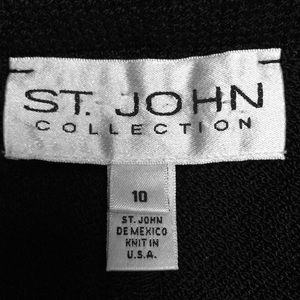 ST. JOHN
COLLECTION
10
ST. JOHN
DE MEXICO
KNIT IN
U.S.A.